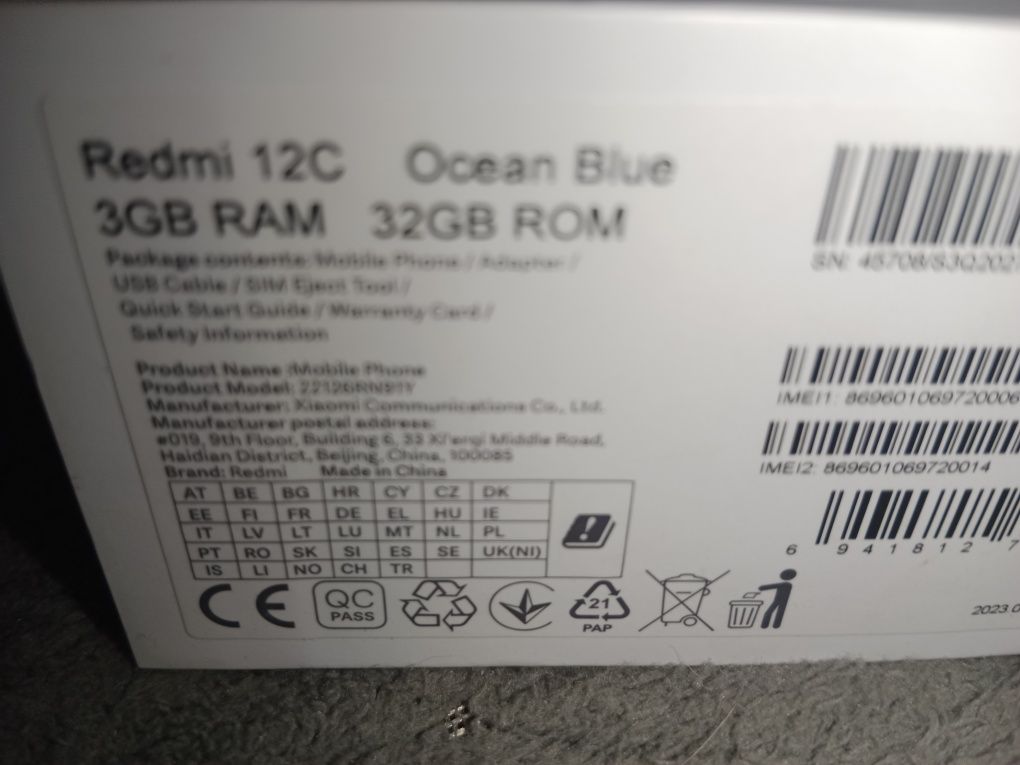 Redmi 12C Ocean Blue
3GB RAM 32GB ROM
Package contents: Mobile Phone / Adapter /
USB Cable / SIM Eject Tool /
Quick Start Guide / Warranty Card /
Safety Information
Product Name :Mobile Phone
Product Model:
Manufacturer: Xiaomi Communications Co., Ltd.
Manufacturer postal address:
#019, 9th Floor, Building 6, 33 Xi'erqi Middle Road,
Haidian District, Beijing, China, 100085
Brand: Redmi Made in China
AT BE BG HR CY CZ DK
EE FI FR DE EL HU IE
IT LV LT LU MT NL PL
PT RO SK SI ES SE UK(NI)
IS LI NO CH TR
CE
QC
PASS
21
PAP
SN: 45708/S3Q202
IMEI1: 869601069720006
IMEI2: 869601069720014
6 941812 7
2023.0